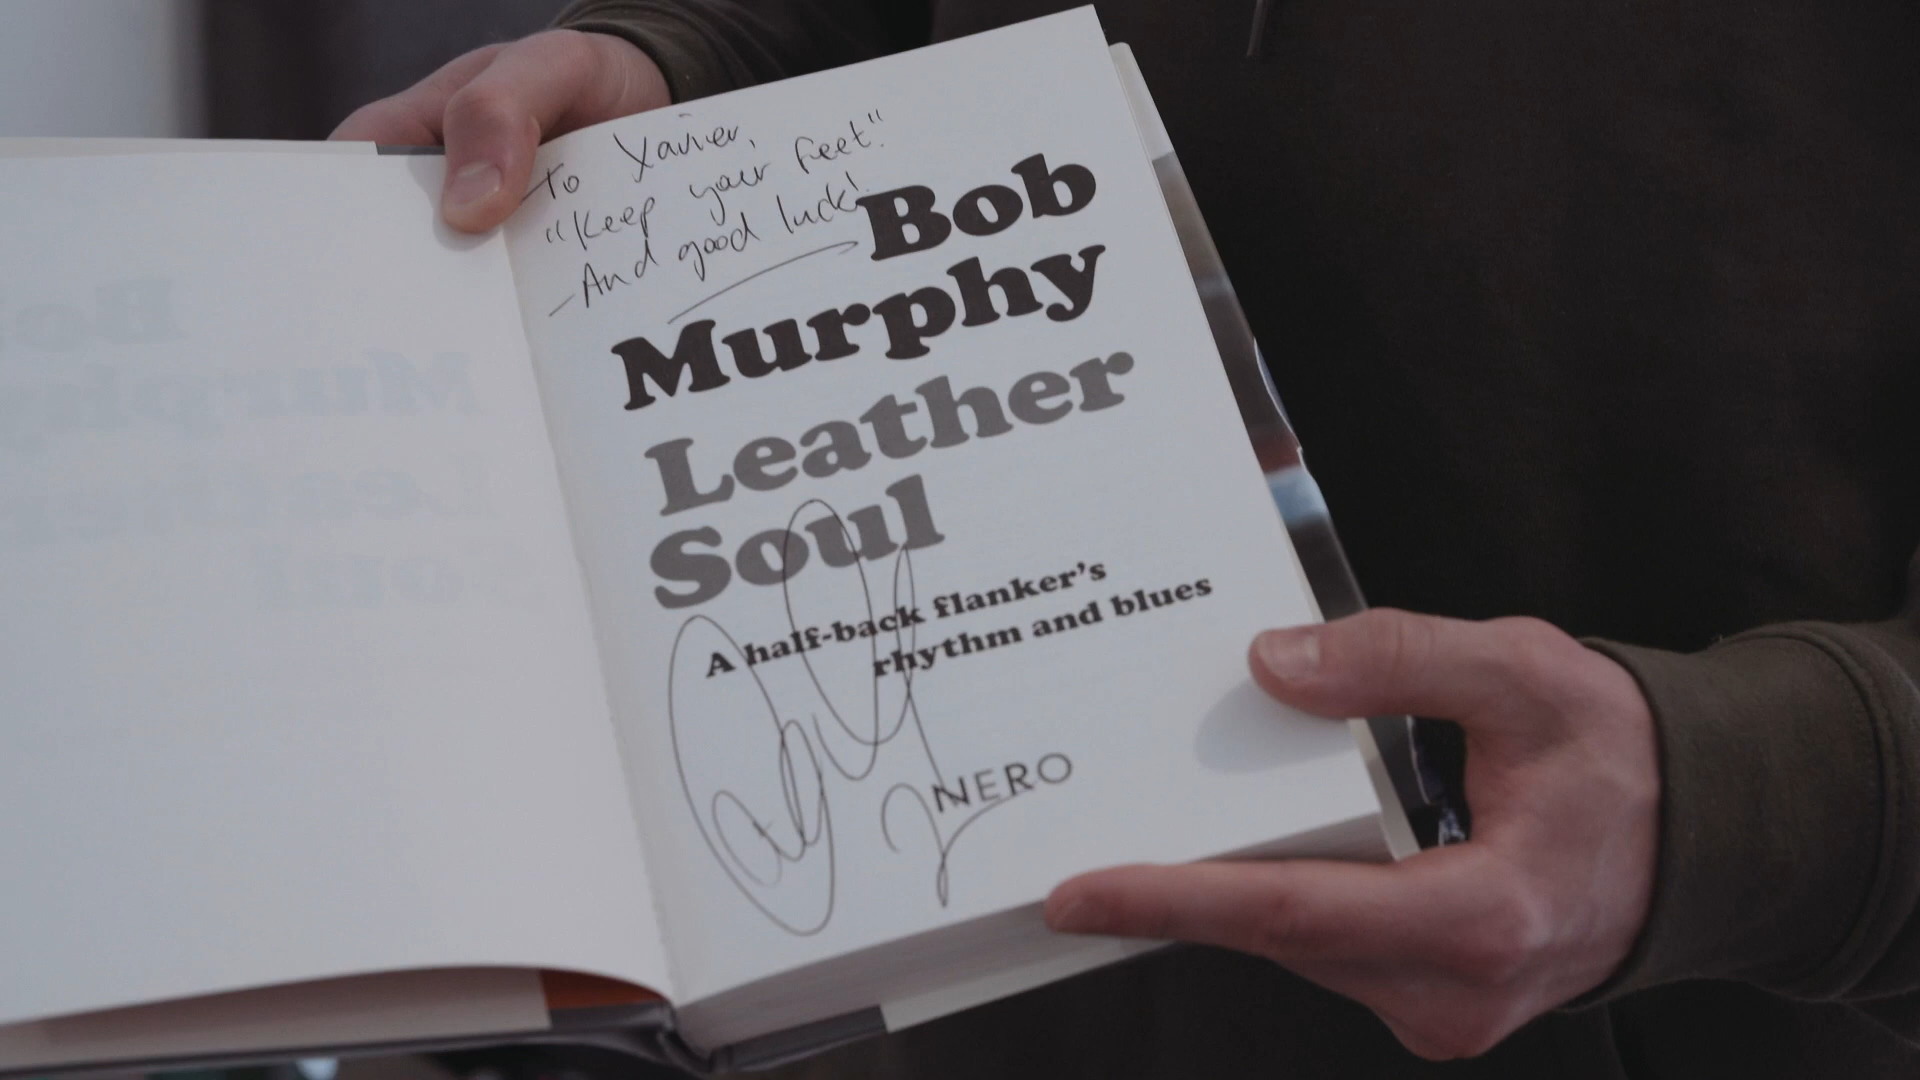 To Xavier,
"Keep your feet".
And good luck!
Bob
Murphy
Leather
Soul
A half-back flanker's
rhythm and blues
NERO